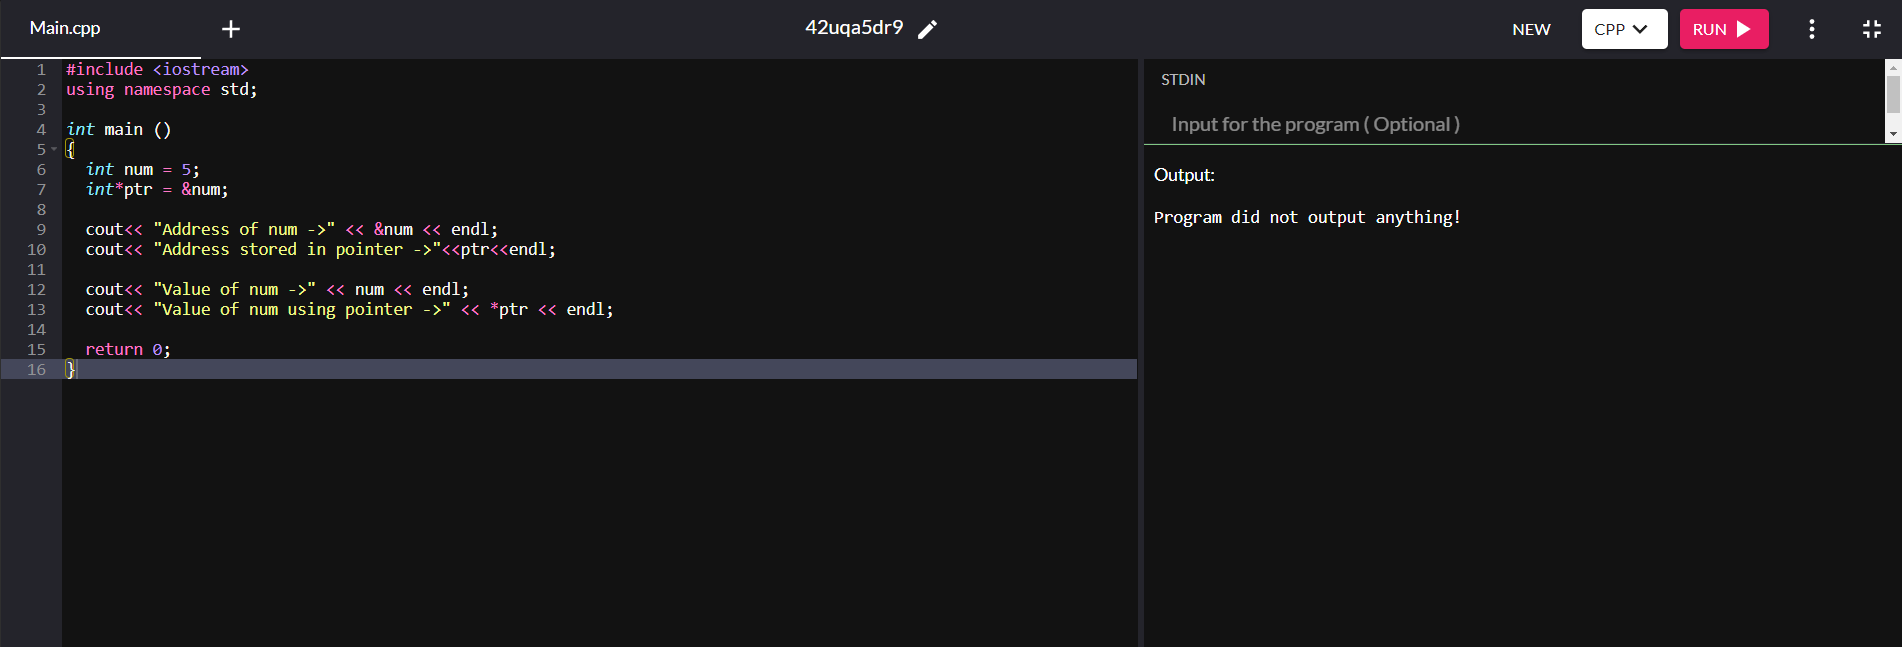 Main.cpp + 42uqa5dr9 NEW CPP RUN
1 #include <iostream>
2 using namespace std;
3
4 int main ()
5 {
6   int num = 5;
7   int*ptr = &num;
8
9   cout<< "Address of num ->" << &num << endl;
10   cout<< "Address stored in pointer ->"<<ptr<<endl;
11
12   cout<< "Value of num ->" << num << endl;
13   cout<< "Value of num using pointer ->" << *ptr << endl;
14
15   return 0;
16 }
STDIN
Input for the program ( Optional )
Output:
Program did not output anything!